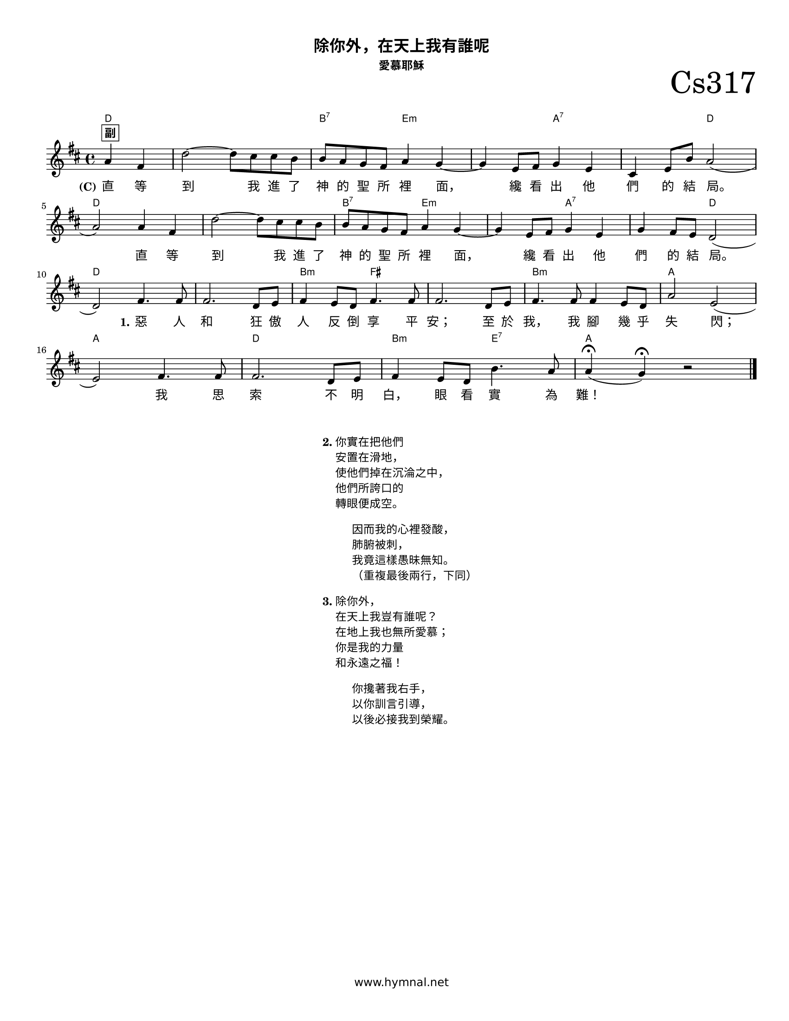 除你外，在天上我有誰呢
愛慕耶穌
Cs317
D B7 Em A7 D
副
(C) 直 等 到 我 進 了 神 的 聖 所 裡 面， 纔 看 出 他 們 的 結 局。
5 D B7 Em A7 D
直 等 到 我 進 了 神 的 聖 所 裡 面， 纔 看 出 他 們 的 結 局。
10 D Bm F# Bm A
1. 惡 人 和 狂 傲 人 反 倒 享 平 安； 至 於 我， 我 腳 幾 乎 失 閃；
16 A D Bm E7 A
我 思 索 不 明 白， 眼 看 實 為 難！
2. 你實在把他們
安置在滑地，
使他們掉在沉淪之中，
他們所誇口的
轉眼便成空。
因而我的心裡發酸，
肺腑被刺，
我竟這樣愚昧無知。
（重複最後兩行，下同）
3. 除你外，
在天上我豈有誰呢？
在地上我也無所愛慕；
你是我的力量
和永遠之福！
你攙著我右手，
以你訓言引導，
以後必接我到榮耀。
www.hymnal.net